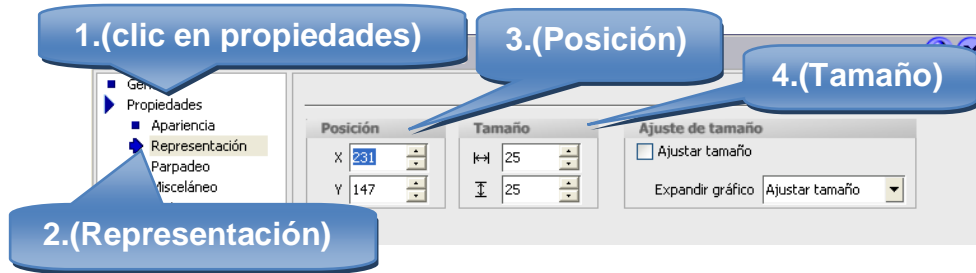 1.(clic en propiedades)
3.(Posición)
4.(Tamaño)
Propiedades
Apariencia
Representación
Parpadeo
Posición
X 231
Y 147
Tamaño
25
25
Ajuste de tamaño
Ajustar tamaño
Expandir gráfico Ajustar tamaño
2.(Representación)